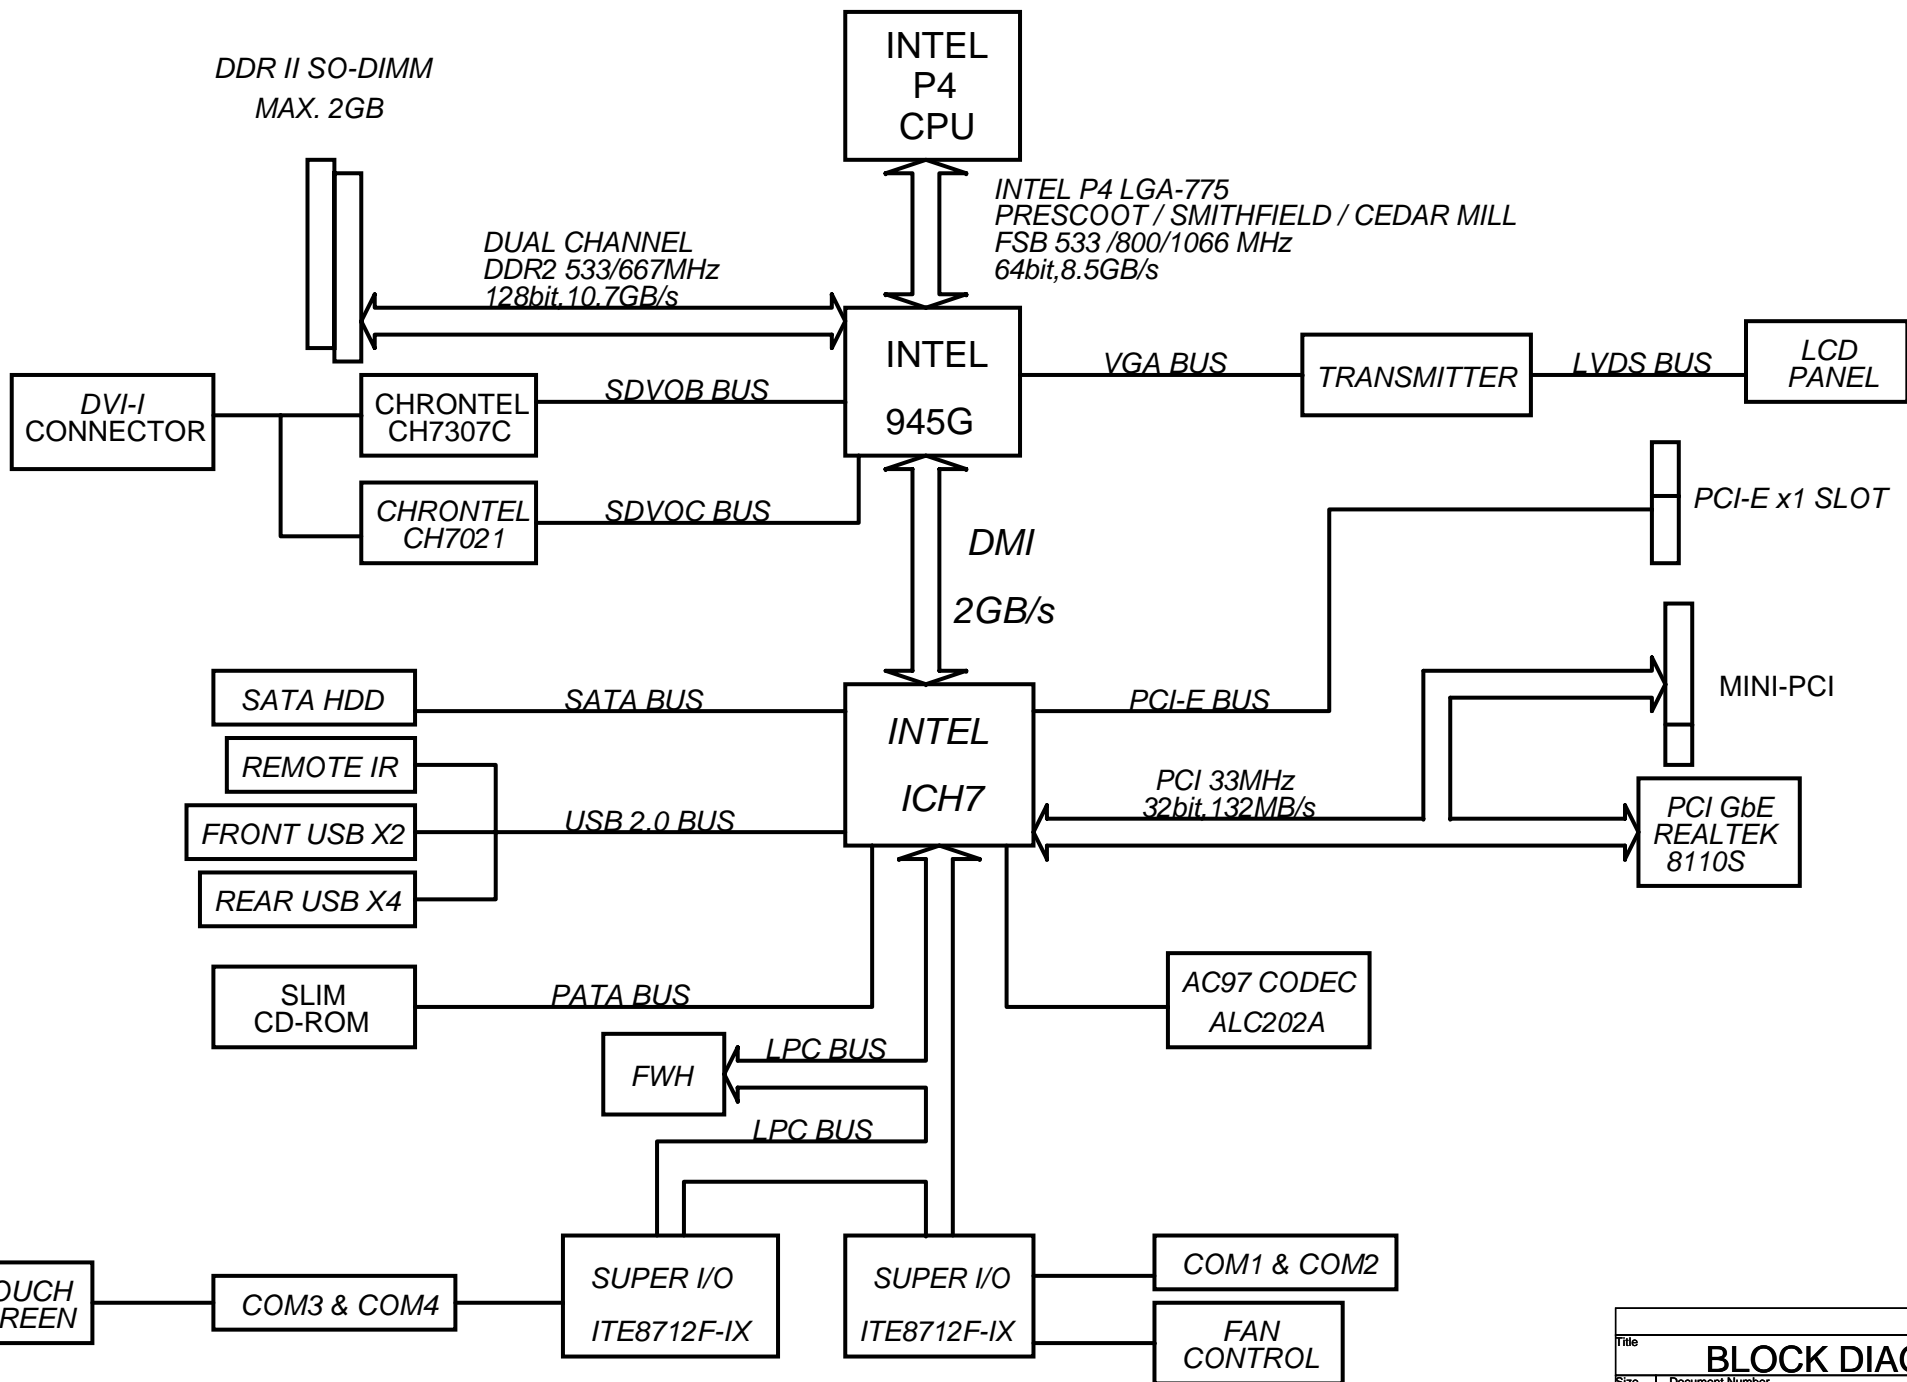 INTEL
P4
CPU
DDR II SO-DIMM
MAX. 2GB
INTEL P4 LGA-775
PRESCOOT / SMITHFIELD / CEDAR MILL
FSB 533 /800/1066 MHz
64bit,8.5GB/s
DUAL CHANNEL
DDR2 533/667MHz
128bit,10.7GB/s
INTEL
945G
VGA BUS
TRANSMITTER
LVDS BUS
LCD
PANEL
DVI-I
CONNECTOR
CHRONTEL
CH7307C
SDVOB BUS
CHRONTEL
CH7021
SDVOC BUS
PCI-E x1 SLOT
DMI
2GB/s
SATA HDD
SATA BUS
INTEL
ICH7
PCI-E BUS
MINI-PCI
REMOTE IR
FRONT USB X2
USB 2.0 BUS
REAR USB X4
PCI 33MHz
32bit,132MB/s
PCI GbE
REALTEK
8110S
SLIM
CD-ROM
PATA BUS
AC97 CODEC
ALC202A
FWH
LPC BUS
LPC BUS
OUCH
REEN
COM3 & COM4
SUPER I/O
ITE8712F-IX
SUPER I/O
ITE8712F-IX
COM1 & COM2
FAN
CONTROL
Title
BLOCK DIAG
Size
Document Number